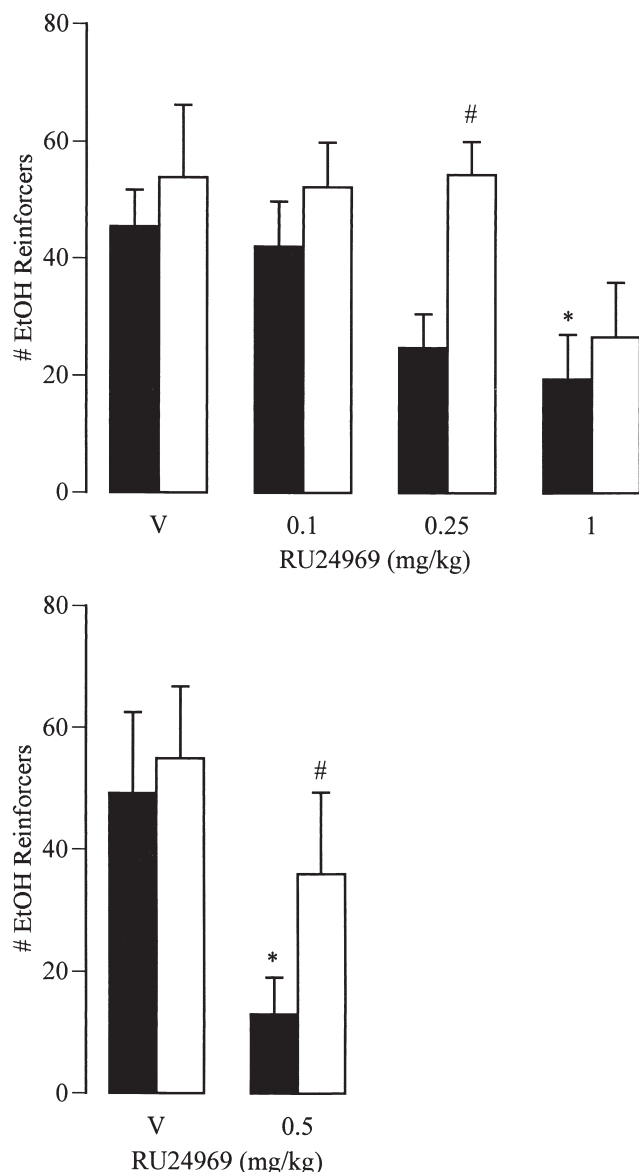 80
60
40
20
0
# EtOH Reinforcers
#
*
V 0.1 0.25 1
RU24969 (mg/kg)
80
60
40
20
0
# EtOH Reinforcers
#
*
V 0.5
RU24969 (mg/kg)